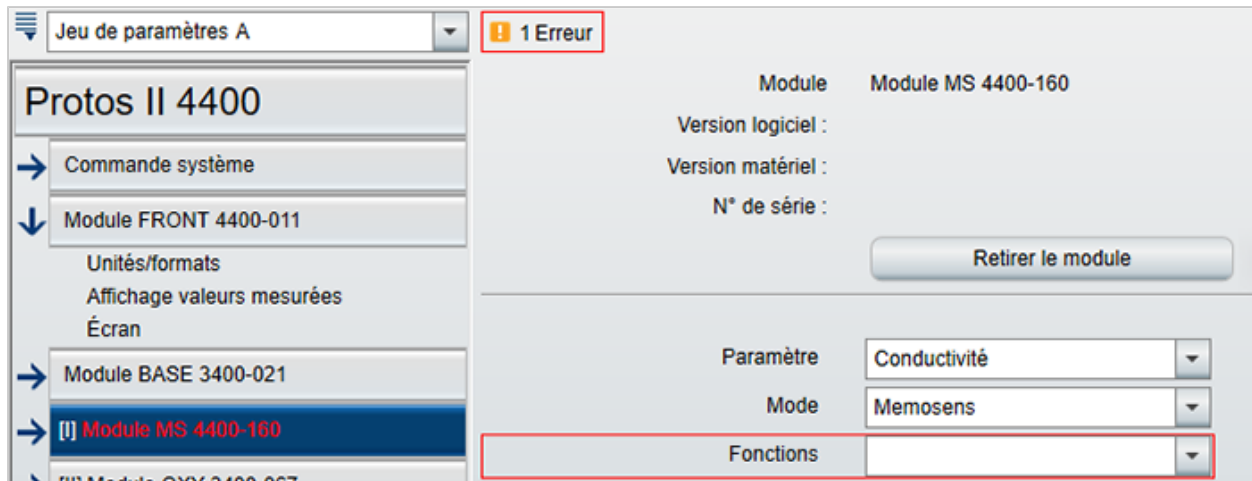 Jeu de paramètres A
1 Erreur
Protos II 4400
Commande système
Module FRONT 4400-011
Unités/formats
Affichage valeurs mesurées
Écran
Module BASE 3400-021
[I] Module MS 4400-160
Module Module MS 4400-160
Version logiciel :
Version matériel :
N° de série :
Retirer le module
Paramètre Conductivité
Mode Memosens
Fonctions